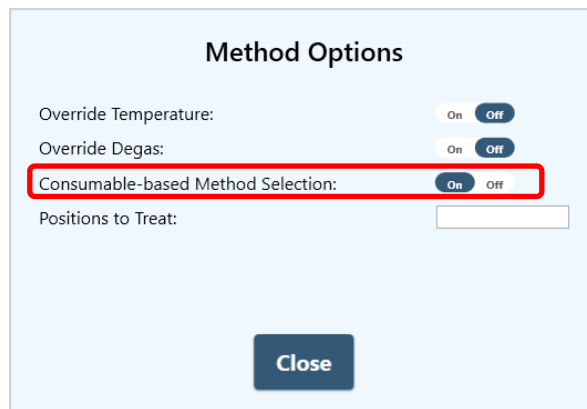 Method Options
Override Temperature: On Off
Override Degas: On Off
Consumable-based Method Selection: On Off
Positions to Treat:
Close